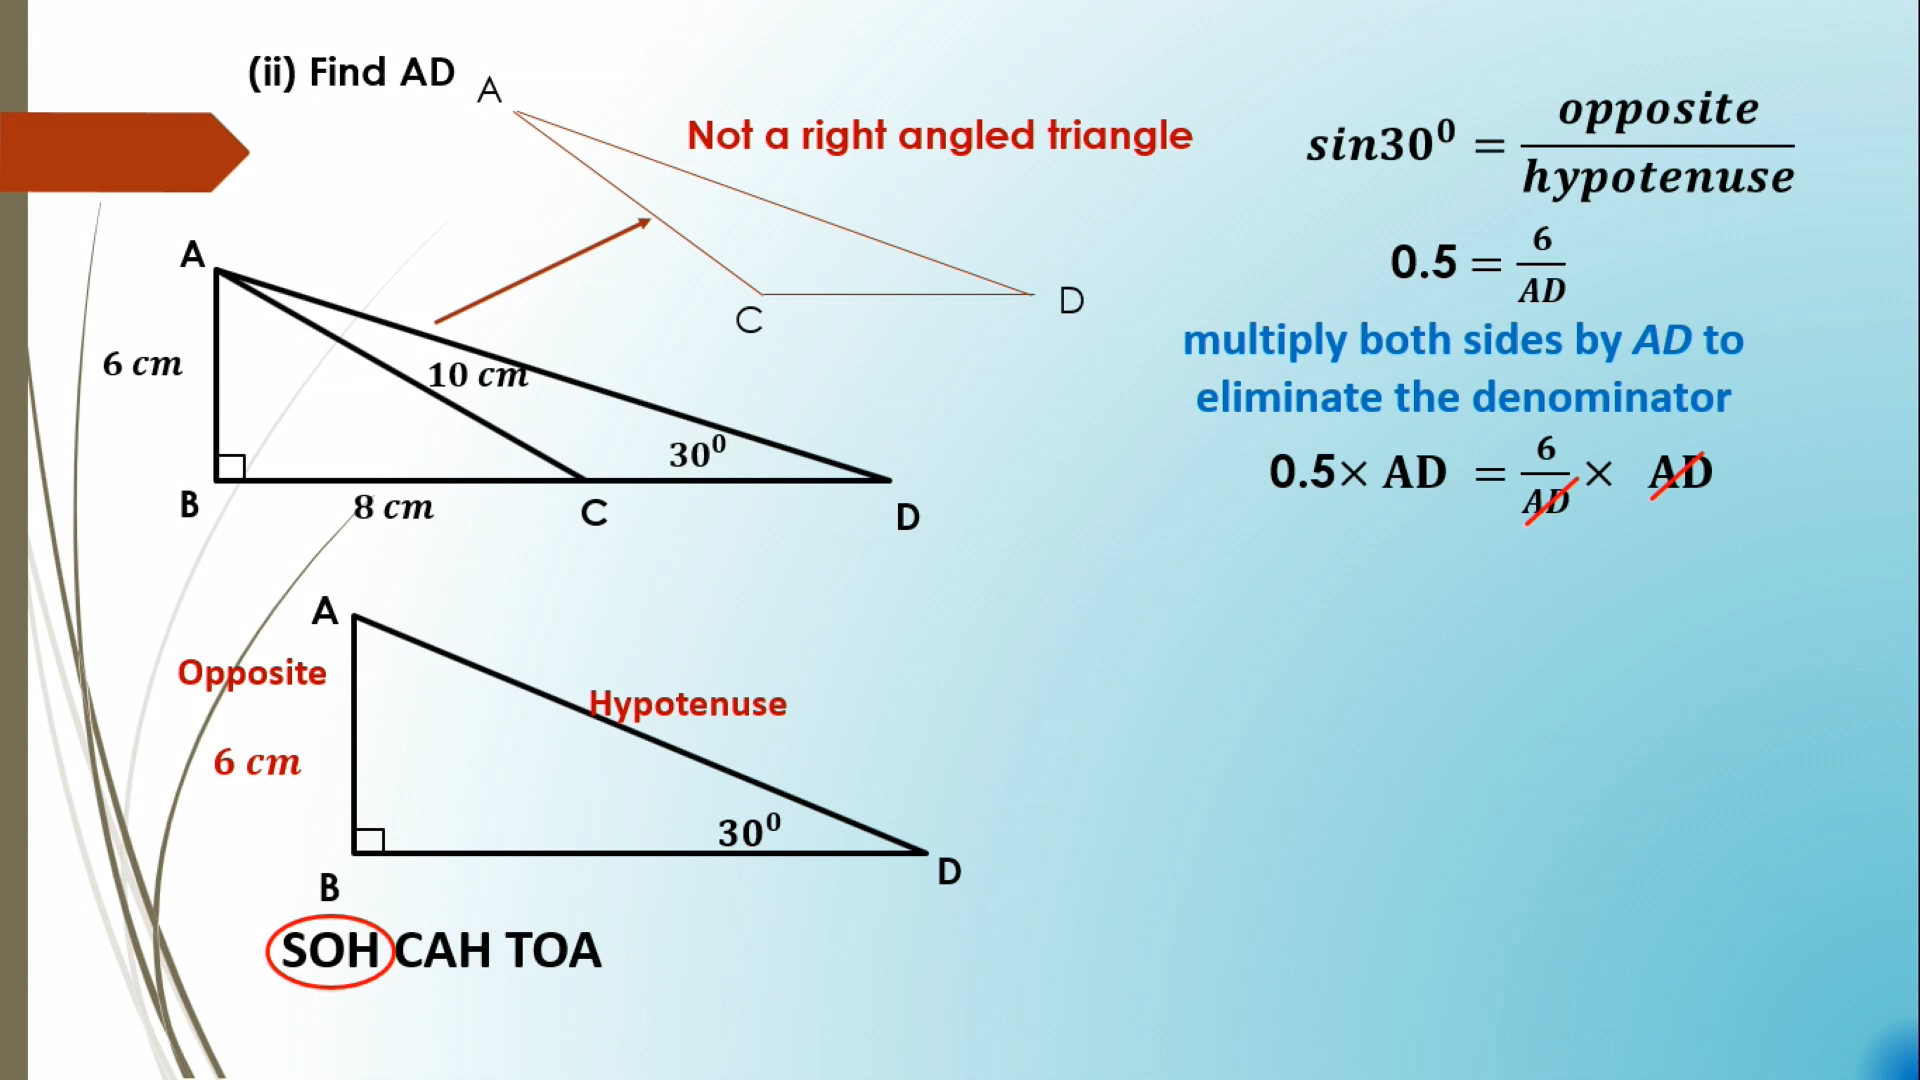 (ii) Find AD
A
Not a right angled triangle
C
D
A
6 cm
10 cm
30⁰
B
8 cm
C
D
A
Opposite
Hypotenuse
6 cm
30⁰
B
D
SOH CAH TOA
sin30⁰ = opposite / hypotenuse
0.5 = 6 / AD
multiply both sides by AD to
eliminate the denominator
0.5× AD = 6 / AD × AD